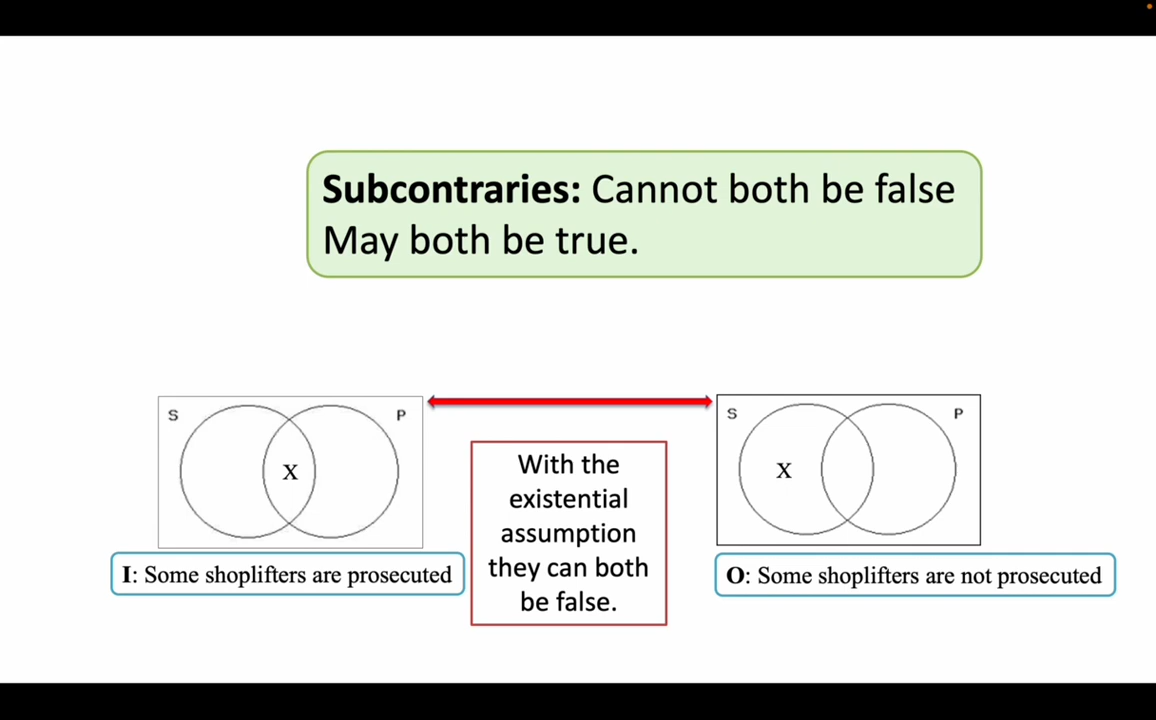 Subcontraries: Cannot both be false
May both be true.
S
P
X
I: Some shoplifters are prosecuted
With the
existential
assumption
they can both
be false.
S
P
X
O: Some shoplifters are not prosecuted